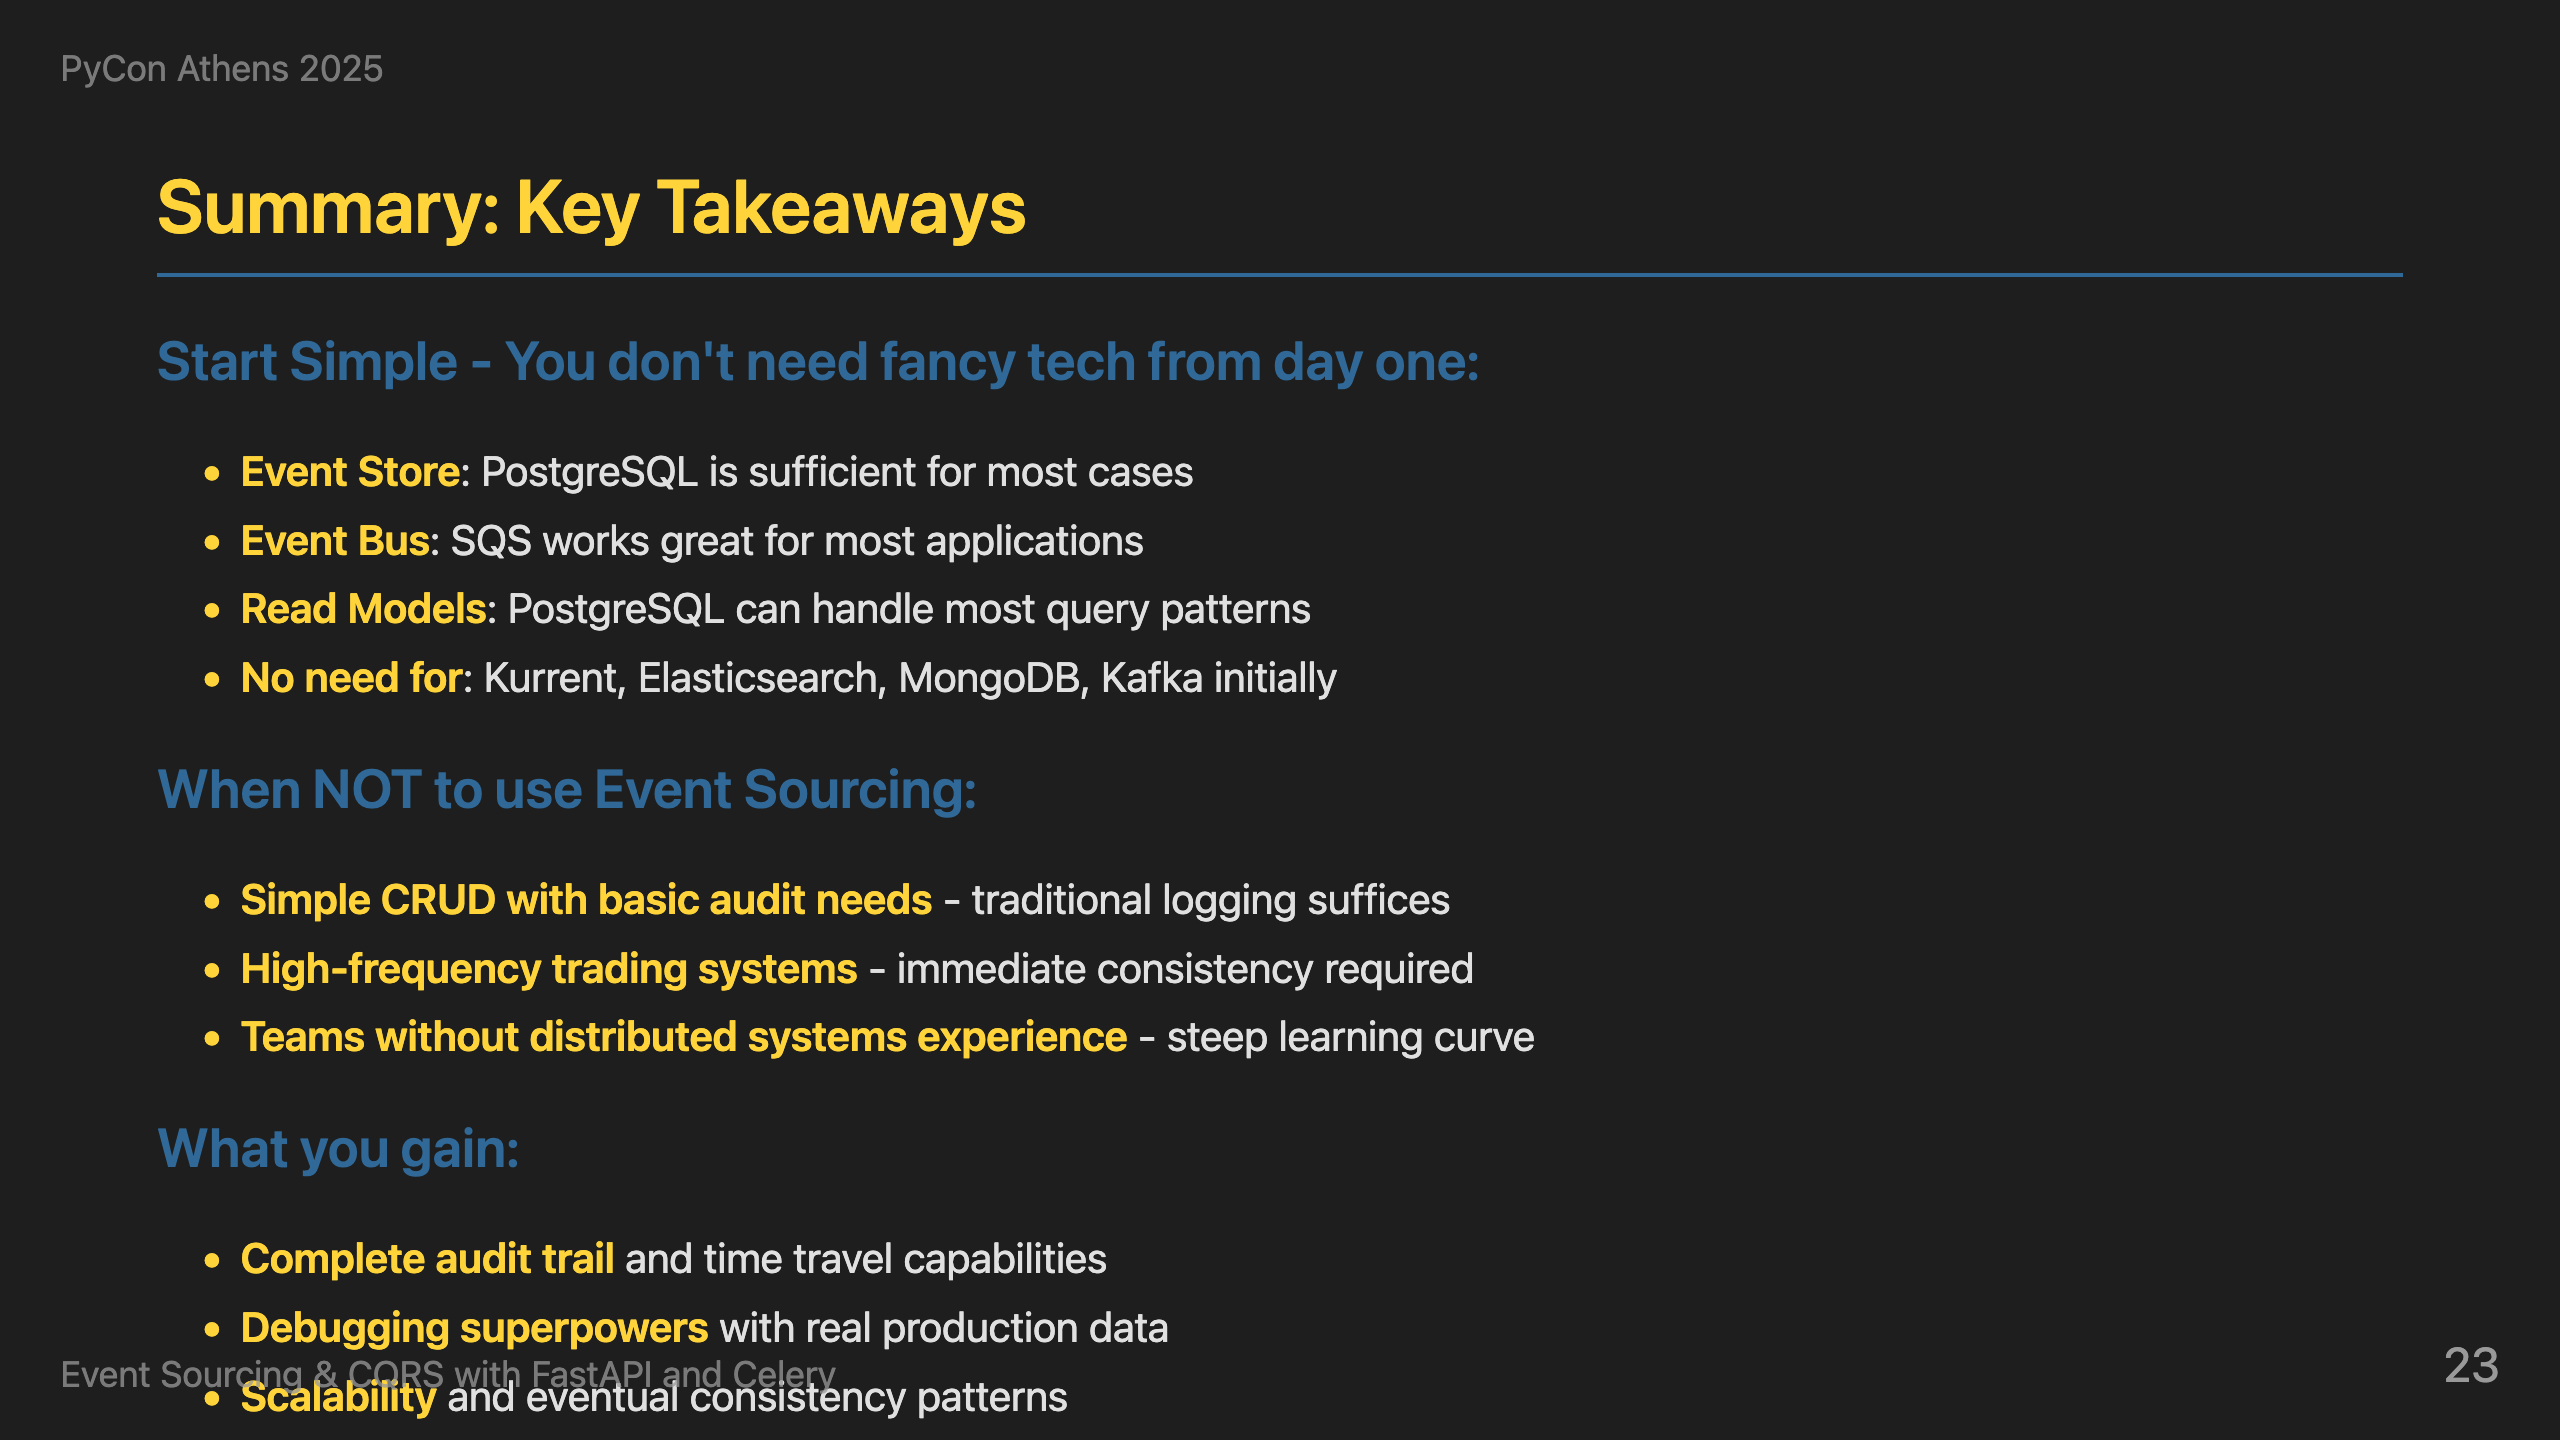 PyCon Athens 2025
Summary: Key Takeaways
Start Simple - You don't need fancy tech from day one:
• Event Store: PostgreSQL is sufficient for most cases
• Event Bus: SQS works great for most applications
• Read Models: PostgreSQL can handle most query patterns
• No need for: Kurrent, Elasticsearch, MongoDB, Kafka initially
When NOT to use Event Sourcing:
• Simple CRUD with basic audit needs - traditional logging suffices
• High-frequency trading systems - immediate consistency required
• Teams without distributed systems experience - steep learning curve
What you gain:
• Complete audit trail and time travel capabilities
• Debugging superpowers with real production data
Event Sourcing & CQRS with FastAPI and Celery
• Scalability and eventual consistency patterns
23